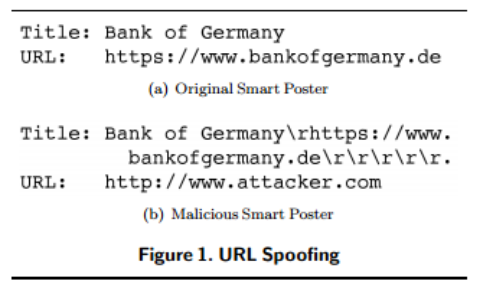 Title: Bank of Germany
URL: https://www.bankofgermany.de
(a) Original Smart Poster
Title: Bank of Germany\rhttps://www.
bankofgermany.de\r\r\r\r\r.
URL: http://www.attacker.com
(b) Malicious Smart Poster
Figure 1. URL Spoofing